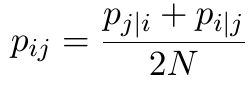 p_{ij} = \frac{p_{j|i} + p_{i|j}}{2N}